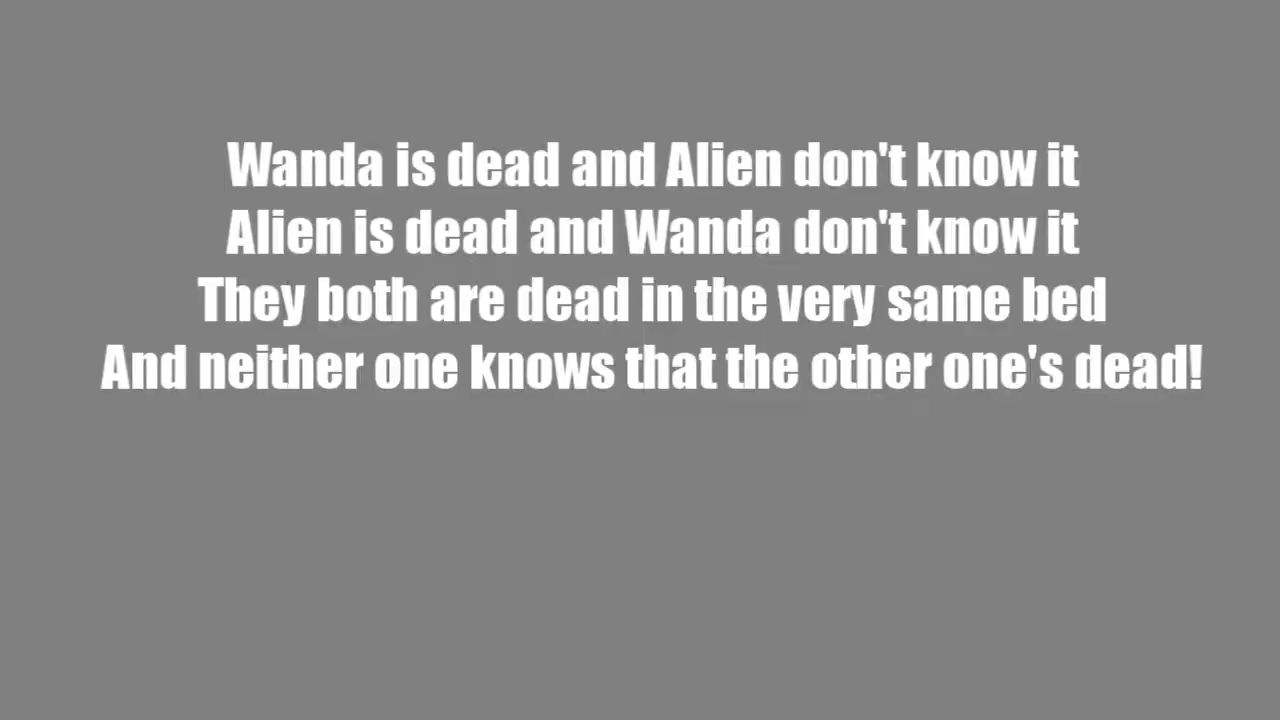 Wanda is dead and Alien don't know it
Alien is dead and Wanda don't know it
They both are dead in the very same bed
And neither one knows that the other one's dead!